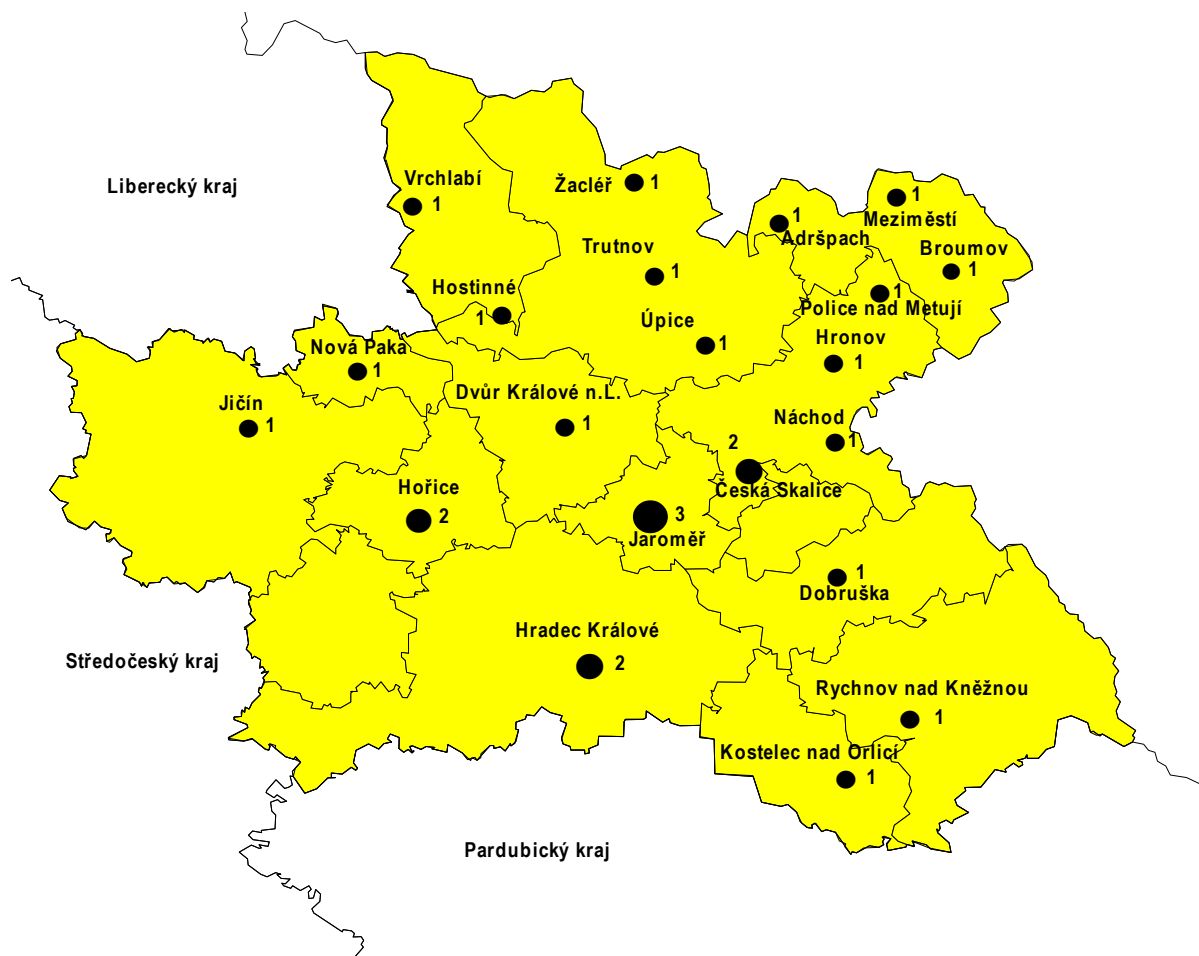 Liberecký kraj
Vrchlabí
1
Žacléř
1
1
Adršpach
1
Meziměstí
Broumov
1
Trutnov
1
Hostinné
1
Police nad Metují
1
Úpice
1
Hronov
1
Nová Paka
1
Jičín
1
Dvůr Králové n.L.
1
Náchod
1
2
Česká Skalice
Hořice
2
3
Jaroměř
1
Dobruška
Hradec Králové
2
Středočeský kraj
Rychnov nad Kněžnou
1
Kostelec nad Orlicí
1
Pardubický kraj